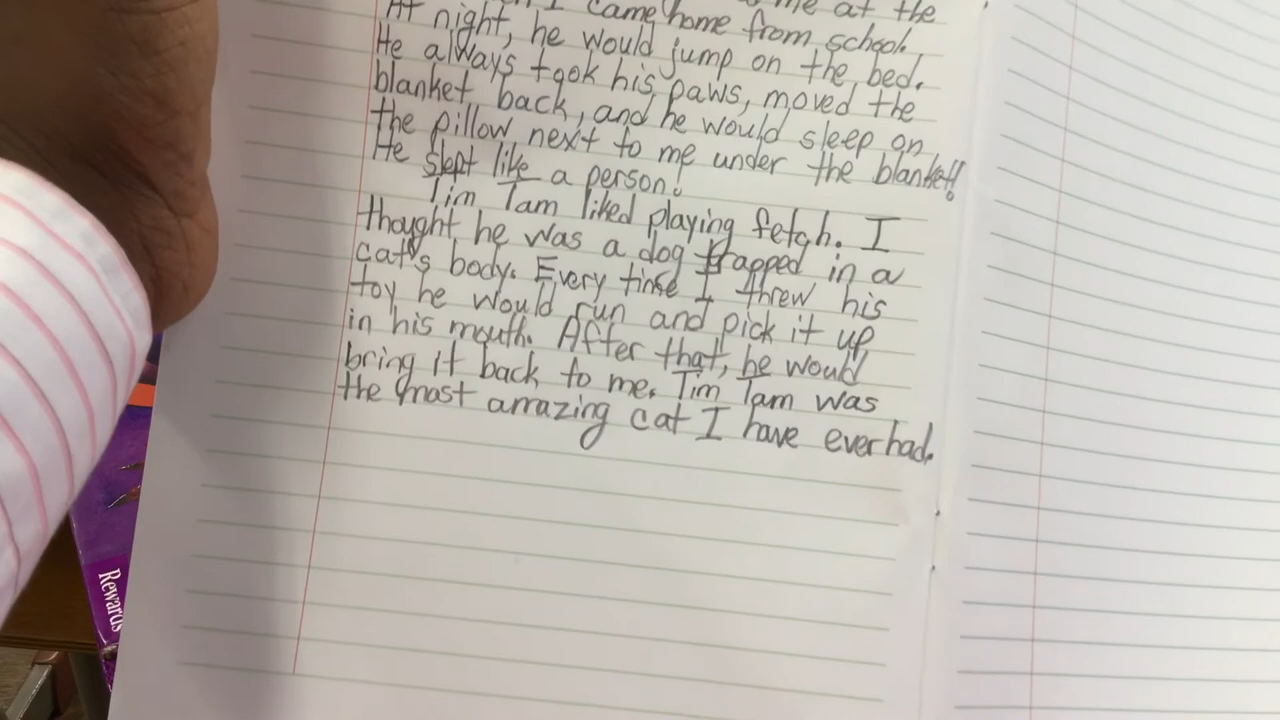 I came home from school.
me at the
At night, he would jump on the bed.
He always took his paws, moved the
blanket back, and he would sleep on
the pillow next to me under the blanket!
He slept like a person.
Tim Tam liked playing fetch. I
thought he was a dog trapped in a
cat's body. Every time I threw his
toy he would run and pick it up
in his mouth. After that, he would
bring it back to me. Tim Tam was
the most amazing cat I have ever had.
Rewards